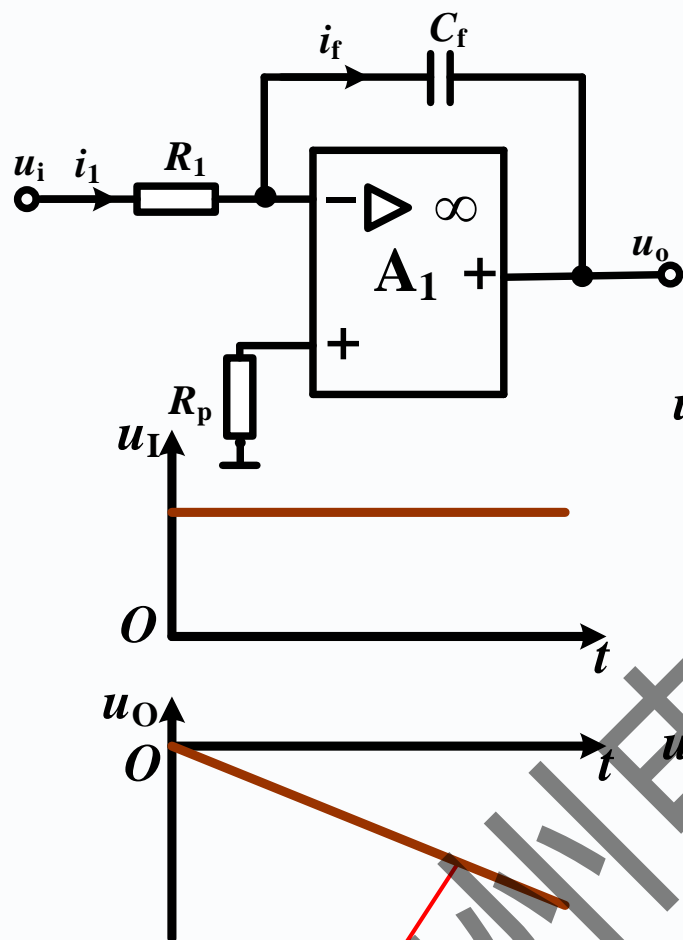 i_f C_f
u_i i_1 R_1
− ▷ ∞
u_o
A_1 +
+
R_p
u_I
O
t
u_O
O
t